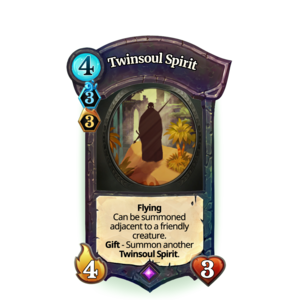 4
Twinsoul Spirit
3
3
Flying
Can be summoned
adjacent to a friendly
creature.
Gift - Summon another
Twinsoul Spirit.
4
3